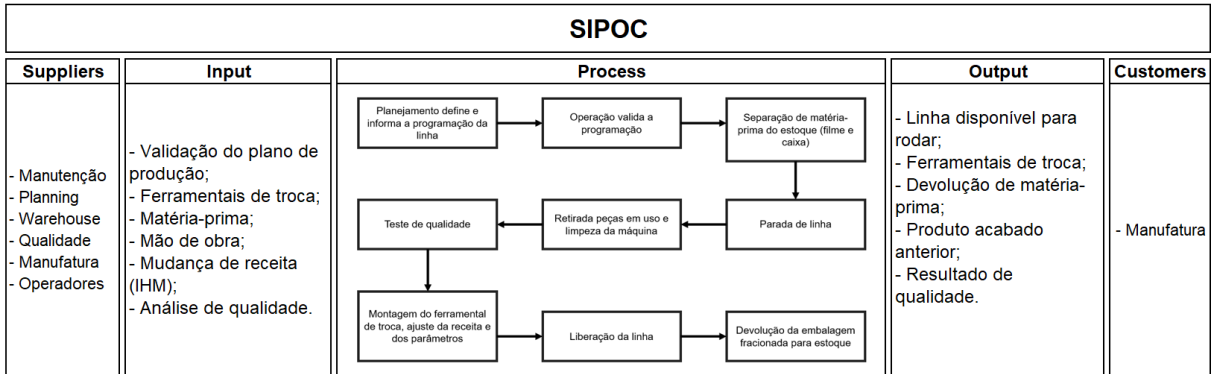 SIPOC
Suppliers
Input
Process
Output
Customers
- Manutenção
- Planning
- Warehouse
- Qualidade
- Manufatura
- Operadores
- Validação do plano de
produção;
- Ferramentais de troca;
- Matéria-prima;
- Mão de obra;
- Mudança de receita
(IHM);
- Análise de qualidade.
Planejamento define e
informa a programação da
linha
Operação valida a
programação
Separação de matéria-
prima do estoque (filme e
caixa)
Parada de linha
Retirada peças em uso e
limpeza da máquina
Teste de qualidade
Montagem do ferramental
de troca, ajuste da receita e
dos parâmetros
Liberação da linha
Devolução da embalagem
fracionada para estoque
- Linha disponível para
rodar;
- Ferramentais de troca;
- Devolução de matéria-
prima;
- Produto acabado
anterior;
- Resultado de
qualidade.
- Manufatura